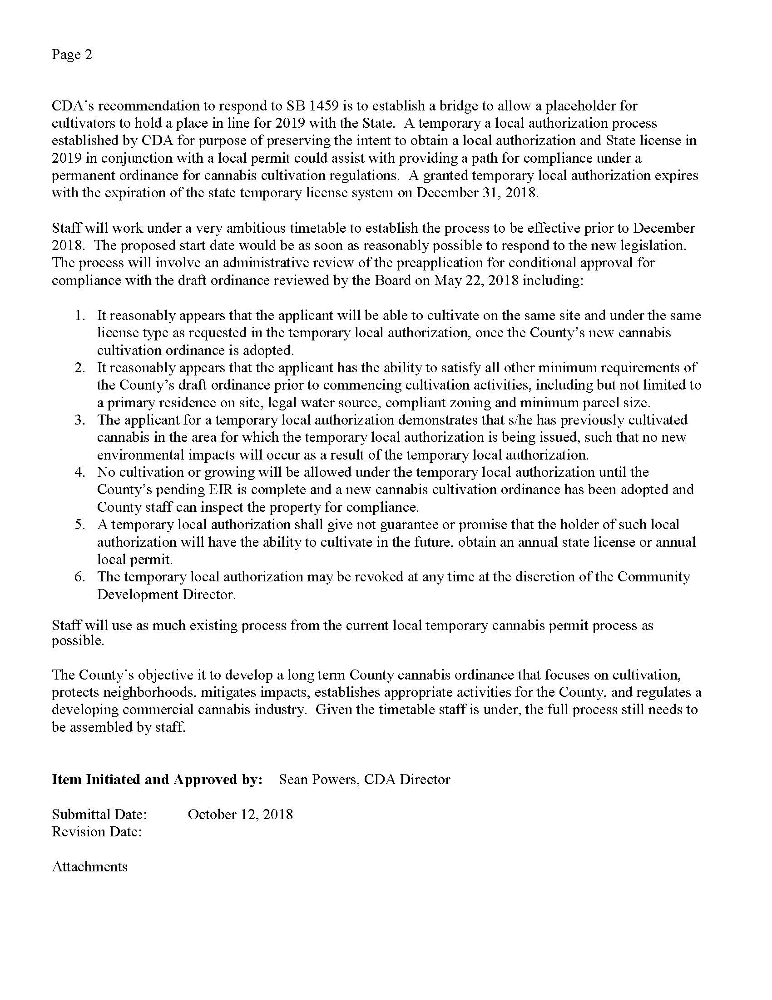 Page 2
CDA’s recommendation to respond to SB 1459 is to establish a bridge to allow a placeholder for
cultivators to hold a place in line for 2019 with the State.  A temporary a local authorization process
established by CDA for purpose of preserving the intent to obtain a local authorization and State license in
2019 in conjunction with a local permit could assist with providing a path for compliance under a
permanent ordinance for cannabis cultivation regulations.  A granted temporary local authorization expires
with the expiration of the state temporary license system on December 31, 2018.
Staff will work under a very ambitious timetable to establish the process to be effective prior to December
2018.  The proposed start date would be as soon as reasonably possible to respond to the new legislation.
The process will involve an administrative review of the preapplication for conditional approval for
compliance with the draft ordinance reviewed by the Board on May 22, 2018 including:
1. It reasonably appears that the applicant will be able to cultivate on the same site and under the same
license type as requested in the temporary local authorization, once the County’s new cannabis
cultivation ordinance is adopted.
2. It reasonably appears that the applicant has the ability to satisfy all other minimum requirements of
the County’s draft ordinance prior to commencing cultivation activities, including but not limited to
a primary residence on site, legal water source, compliant zoning and minimum parcel size.
3. The applicant for a temporary local authorization demonstrates that s/he has previously cultivated
cannabis in the area for which the temporary local authorization is being issued, such that no new
environmental impacts will occur as a result of the temporary local authorization.
4. No cultivation or growing will be allowed under the temporary local authorization until the
County’s pending EIR is complete and a new cannabis cultivation ordinance has been adopted and
County staff can inspect the property for compliance.
5. A temporary local authorization shall give not guarantee or promise that the holder of such local
authorization will have the ability to cultivate in the future, obtain an annual state license or annual
local permit.
6. The temporary local authorization may be revoked at any time at the discretion of the Community
Development Director.
Staff will use as much existing process from the current local temporary cannabis permit process as
possible.
The County’s objective it to develop a long term County cannabis ordinance that focuses on cultivation,
protects neighborhoods, mitigates impacts, establishes appropriate activities for the County, and regulates a
developing commercial cannabis industry.  Given the timetable staff is under, the full process still needs to
be assembled by staff.
Item Initiated and Approved by: Sean Powers, CDA Director
Submittal Date: October 12, 2018
Revision Date:
Attachments